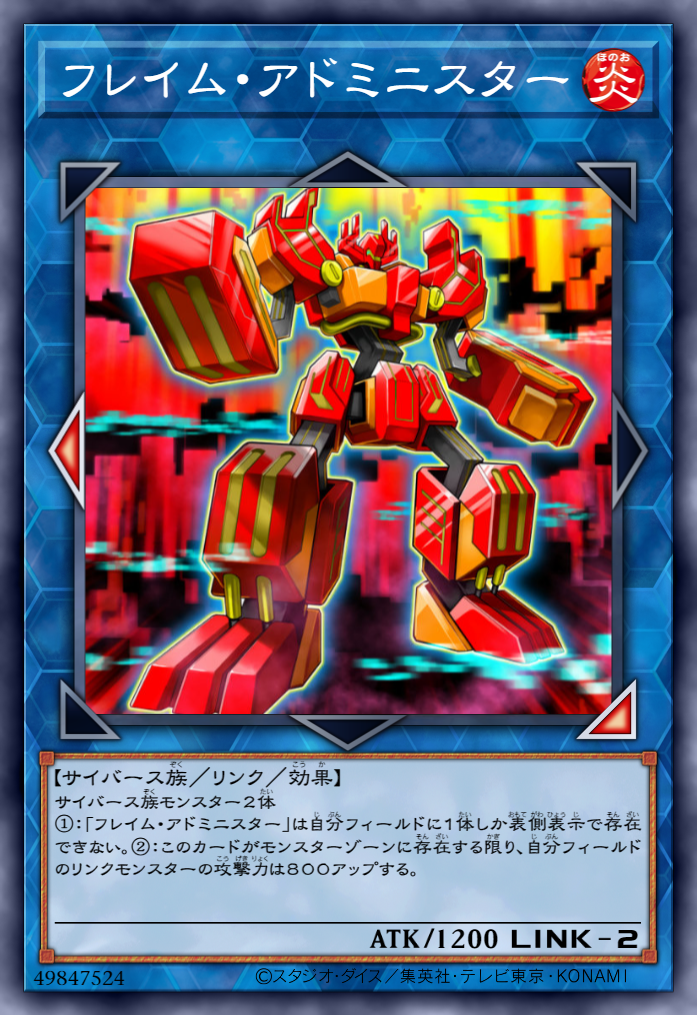 フレイム・アドミニスター
炎
ほのお
【サイバース族／リンク／効果】
サイバース族モンスター２体
①：「フレイム・アドミニスター」は自分フィールドに１体しか表側表示で存在
できない。②：このカードがモンスターゾーンに存在する限り、自分フィールド
のリンクモンスターの攻撃力は８００アップする。
ATK/1200 LINK-2
49847524 ©スタジオ・ダイス／集英社・テレビ東京・KONAMI